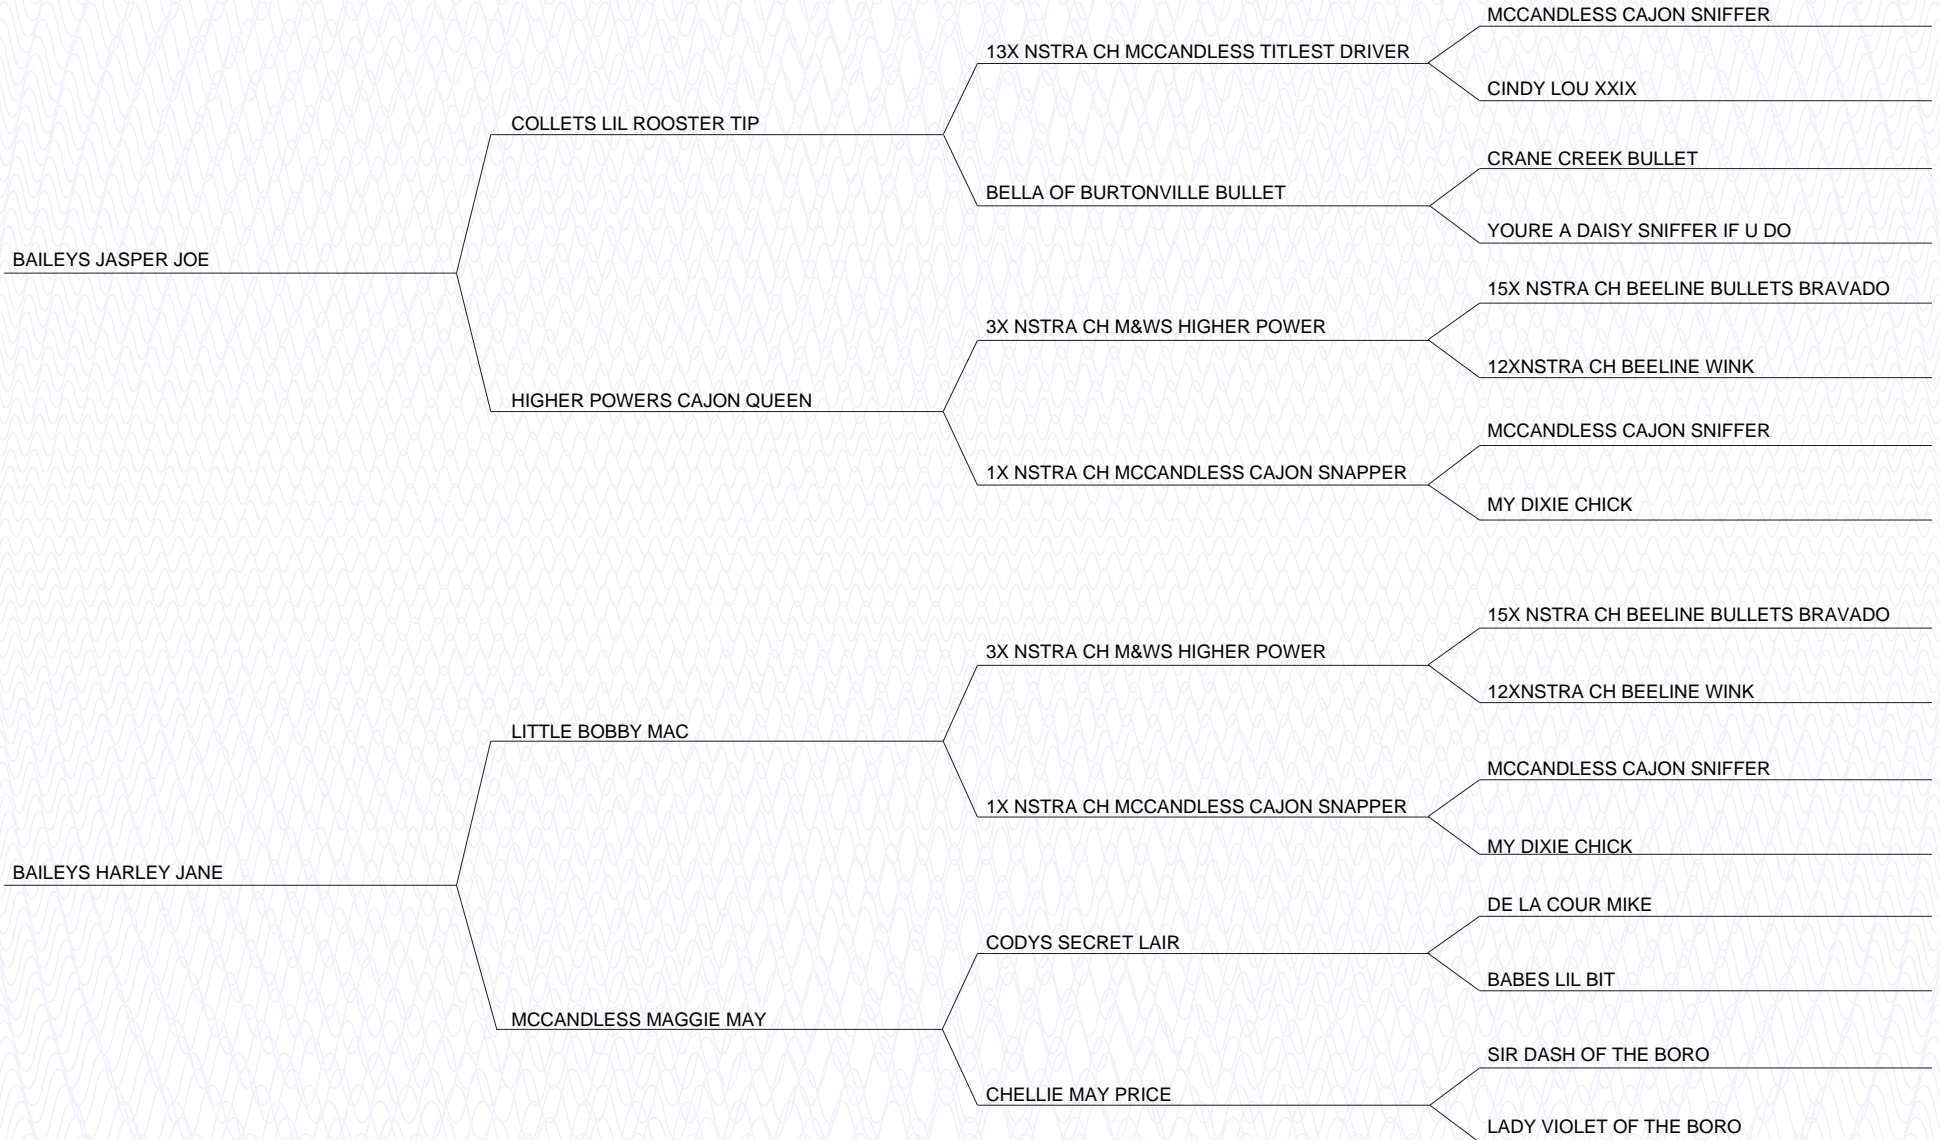 MCCANDLESS CAJON SNIFFER
13X NSTRA CH MCCANDLESS TITLEST DRIVER
CINDY LOU XXIX
COLLETS LIL ROOSTER TIP
CRANE CREEK BULLET
BELLA OF BURTONVILLE BULLET
YOURE A DAISY SNIFFER IF U DO
BAILEYS JASPER JOE
15X NSTRA CH BEELINE BULLETS BRAVADO
3X NSTRA CH M&WS HIGHER POWER
12XNSTRA CH BEELINE WINK
HIGHER POWERS CAJON QUEEN
MCCANDLESS CAJON SNIFFER
1X NSTRA CH MCCANDLESS CAJON SNAPPER
MY DIXIE CHICK
15X NSTRA CH BEELINE BULLETS BRAVADO
3X NSTRA CH M&WS HIGHER POWER
12XNSTRA CH BEELINE WINK
LITTLE BOBBY MAC
MCCANDLESS CAJON SNIFFER
1X NSTRA CH MCCANDLESS CAJON SNAPPER
MY DIXIE CHICK
BAILEYS HARLEY JANE
DE LA COUR MIKE
CODYS SECRET LAIR
BABES LIL BIT
MCCANDLESS MAGGIE MAY
SIR DASH OF THE BORO
CHELLIE MAY PRICE
LADY VIOLET OF THE BORO